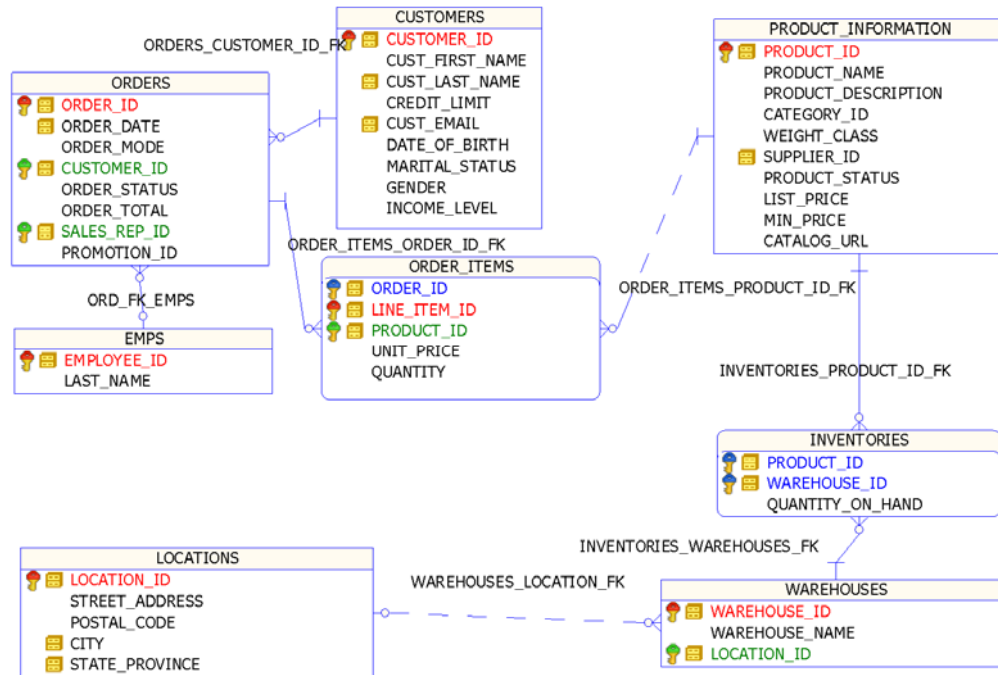 CUSTOMERS
CUSTOMER_ID
CUST_FIRST_NAME
CUST_LAST_NAME
CREDIT_LIMIT
CUST_EMAIL
DATE_OF_BIRTH
MARITAL_STATUS
GENDER
INCOME_LEVEL
ORDERS_CUSTOMER_ID_FK
ORDERS
ORDER_ID
ORDER_DATE
ORDER_MODE
CUSTOMER_ID
ORDER_STATUS
ORDER_TOTAL
SALES_REP_ID
PROMOTION_ID
PRODUCT_INFORMATION
PRODUCT_ID
PRODUCT_NAME
PRODUCT_DESCRIPTION
CATEGORY_ID
WEIGHT_CLASS
SUPPLIER_ID
PRODUCT_STATUS
LIST_PRICE
MIN_PRICE
CATALOG_URL
ORDER_ITEMS_ORDER_ID_FK
ORDER_ITEMS
ORDER_ID
LINE_ITEM_ID
PRODUCT_ID
UNIT_PRICE
QUANTITY
ORDER_ITEMS_PRODUCT_ID_FK
ORD_FK_EMPS
EMPS
EMPLOYEE_ID
LAST_NAME
INVENTORIES_PRODUCT_ID_FK
INVENTORIES
PRODUCT_ID
WAREHOUSE_ID
QUANTITY_ON_HAND
INVENTORIES_WAREHOUSES_FK
LOCATIONS
LOCATION_ID
STREET_ADDRESS
POSTAL_CODE
CITY
STATE_PROVINCE
WAREHOUSES_LOCATION_FK
WAREHOUSES
WAREHOUSE_ID
WAREHOUSE_NAME
LOCATION_ID